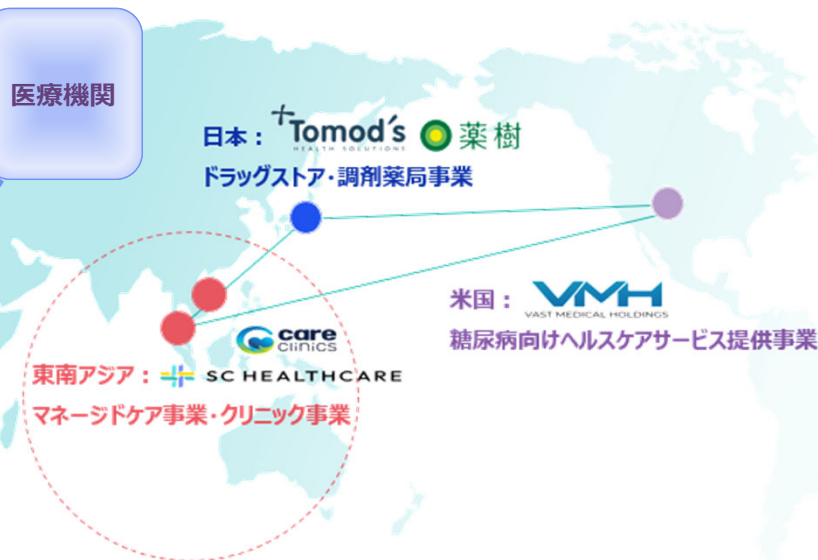 医療機関
日本： +Tomod's 薬樹
HEALTH SOLUTIONS
ドラッグストア・調剤薬局事業
米国： VMH
VAST MEDICAL HOLDINGS
糖尿病向けヘルスケアサービス提供事業
care
clinics
東南アジア： SC HEALTHCARE
マネージドケア事業・クリニック事業